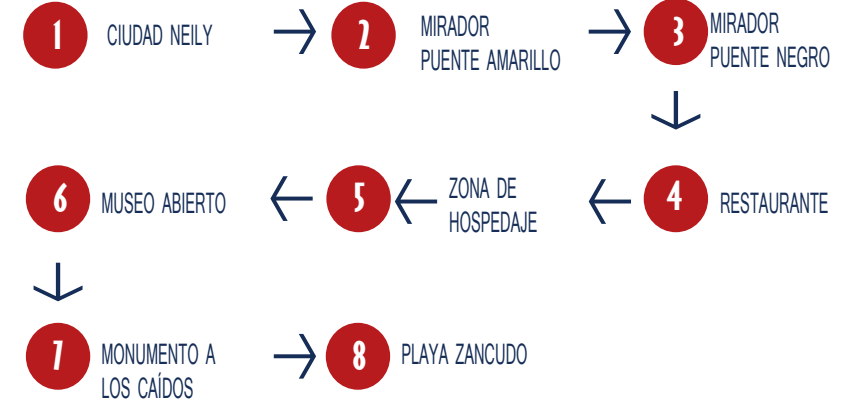 1 CIUDAD NEILY
2 MIRADOR
PUENTE AMARILLO
3 MIRADOR
PUENTE NEGRO
4 RESTAURANTE
5 ZONA DE
HOSPEDAJE
6 MUSEO ABIERTO
7 MONUMENTO A
LOS CAÍDOS
8 PLAYA ZANCUDO